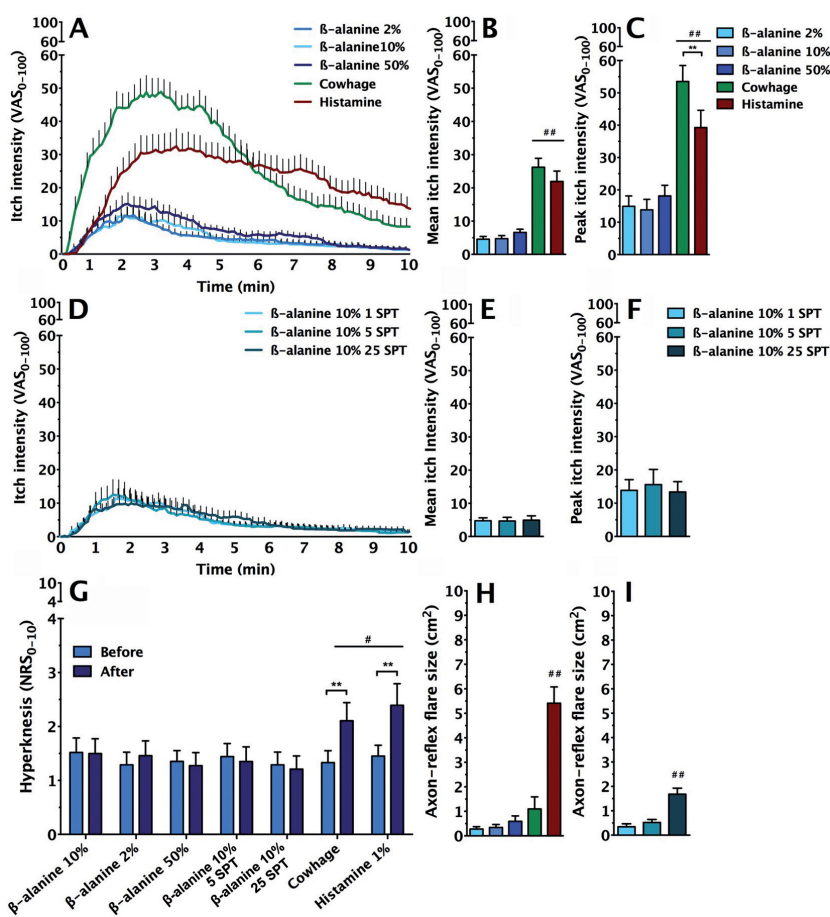 A
Itch intensity (VAS0-100)
100
60
60
50
40
30
20
10
0
0 1 2 3 4 5 6 7 8 9 10
Time (min)
ß-alanine 2%
ß-alanine10%
ß-alanine 50%
Cowhage
Histamine
B
Mean itch intensity (VAS0-100)
100
60
60
50
40
30
20
10
0
##
C
Peak itch intensity (VAS0-100)
100
60
60
50
40
30
20
10
0
##
**
ß-alanine 2%
ß-alanine 10%
ß-alanine 50%
Cowhage
Histamine
D
Itch intensity (VAS0-100)
100
60
60
50
40
30
20
10
0
0 1 2 3 4 5 6 7 8 9 10
Time (min)
ß-alanine 10% 1 SPT
ß-alanine 10% 5 SPT
ß-alanine 10% 25 SPT
E
Mean itch Intensity (VAS0-100)
100
60
60
50
40
30
20
10
0
F
Peak itch intensity (VAS0-100)
100
60
60
50
40
30
20
10
0
ß-alanine 10% 1 SPT
ß-alanine 10% 5 SPT
ß-alanine 10% 25 SPT
G
Hyperknesis (NRS0-10)
10
4
4
3
2
1
0
Before
After
#
**
**
β-alanine 10%
β-alanine 2%
β-alanine 50%
β-alanine 10%
5 SPT
β-alanine 10%
25 SPT
Cowhage
Histamine 1%
H
Axon-reflex flare size (cm2)
10
9
8
7
6
5
4
3
2
1
0
##
I
Axon-reflex flare size (cm2)
10
9
8
7
6
5
4
3
2
1
0
##